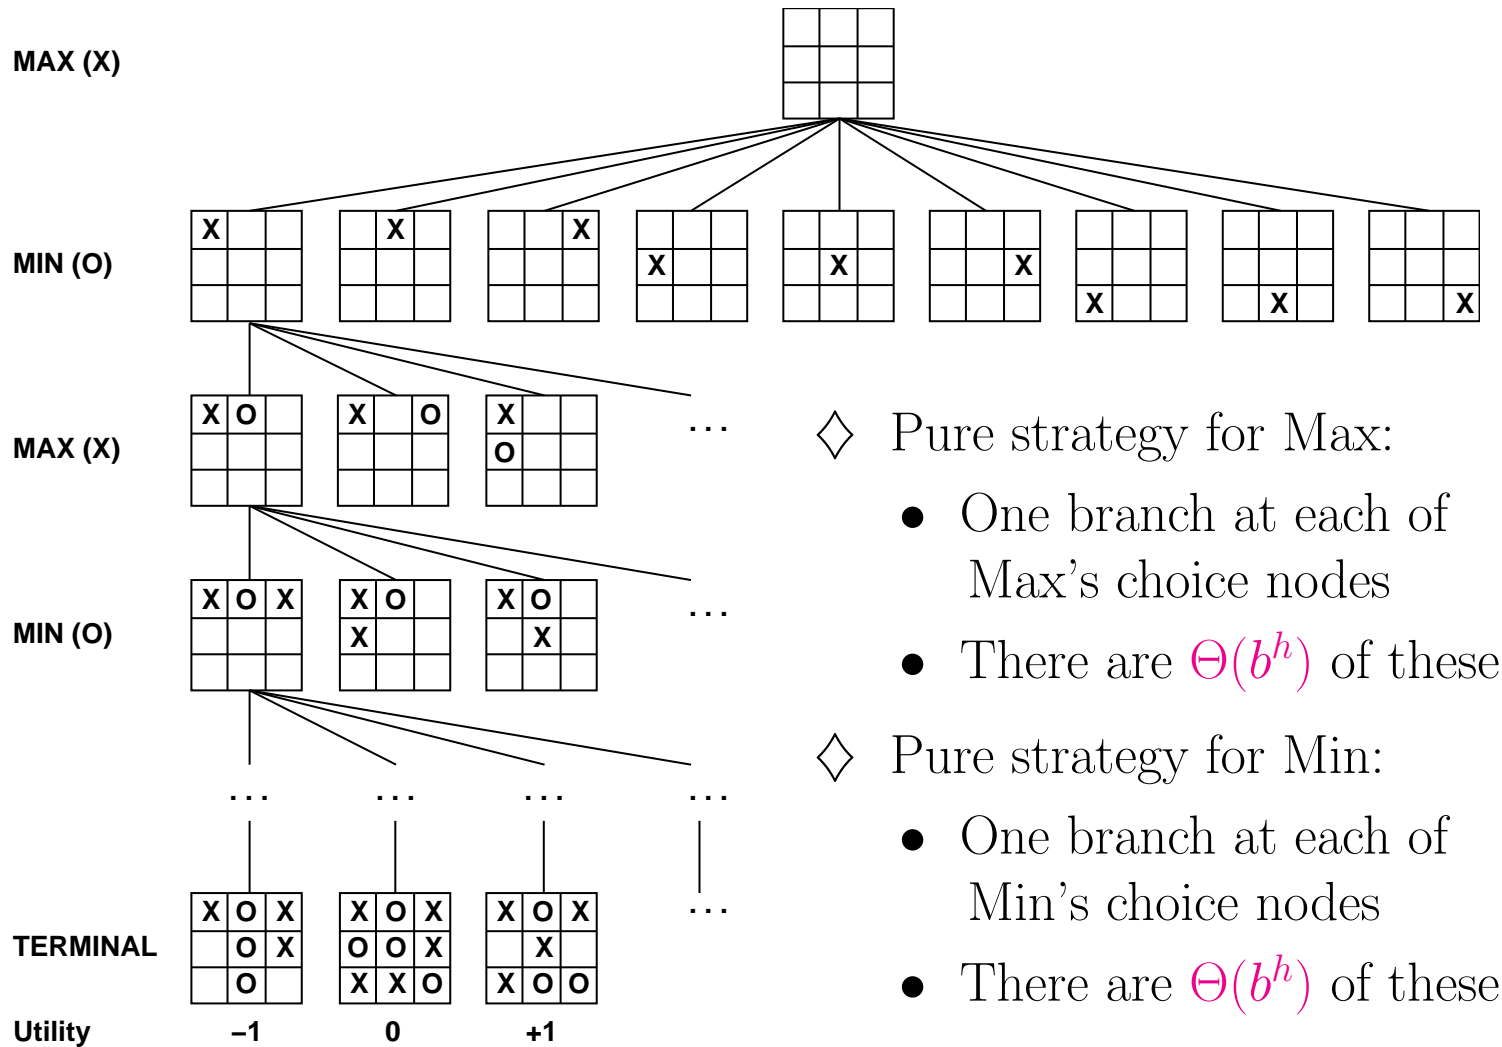 MAX (X)
X X X X X X X X X
MIN (O)
X O X O X O ...
MAX (X)
X O X X O X X O X ...
MIN (O)
... ... ... ...
X O X X O X X O X ...
O X O O X X
O X X O X O O
TERMINAL
Utility −1 0 +1
♢ Pure strategy for Max:
• One branch at each of
Max's choice nodes
• There are Θ(b^h) of these
♢ Pure strategy for Min:
• One branch at each of
Min's choice nodes
• There are Θ(b^h) of these